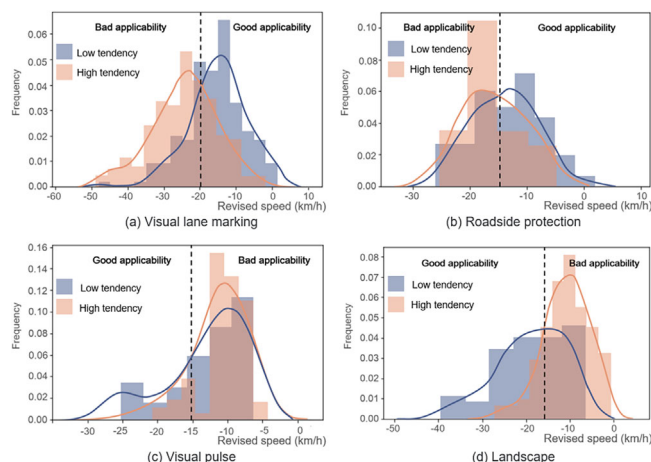 Bad applicability Good applicability
Low tendency
High tendency
Frequency
0.06
0.05
0.04
0.03
0.02
0.01
0.00
-60 -50 -40 -30 -20 -10 0 10
Revised speed (km/h)
(a) Visual lane marking
Bad applicability Good applicability
Low tendency
High tendency
Frequency
0.10
0.08
0.06
0.04
0.02
0.00
-30 -20 -10 0 10
Revised speed (km/h)
(b) Roadside protection
Good applicability Bad applicability
Low tendency
High tendency
Frequency
0.16
0.14
0.12
0.10
0.08
0.06
0.04
0.02
0.00
-30 -25 -20 -15 -10 -5 0
Revised speed (km/h)
(c) Visual pulse
Good applicability Bad applicability
Low tendency
High tendency
Frequency
0.08
0.07
0.06
0.05
0.04
0.03
0.02
0.01
0.00
-50 -40 -30 -20 -10 0
Revised speed (km/h)
(d) Landscape